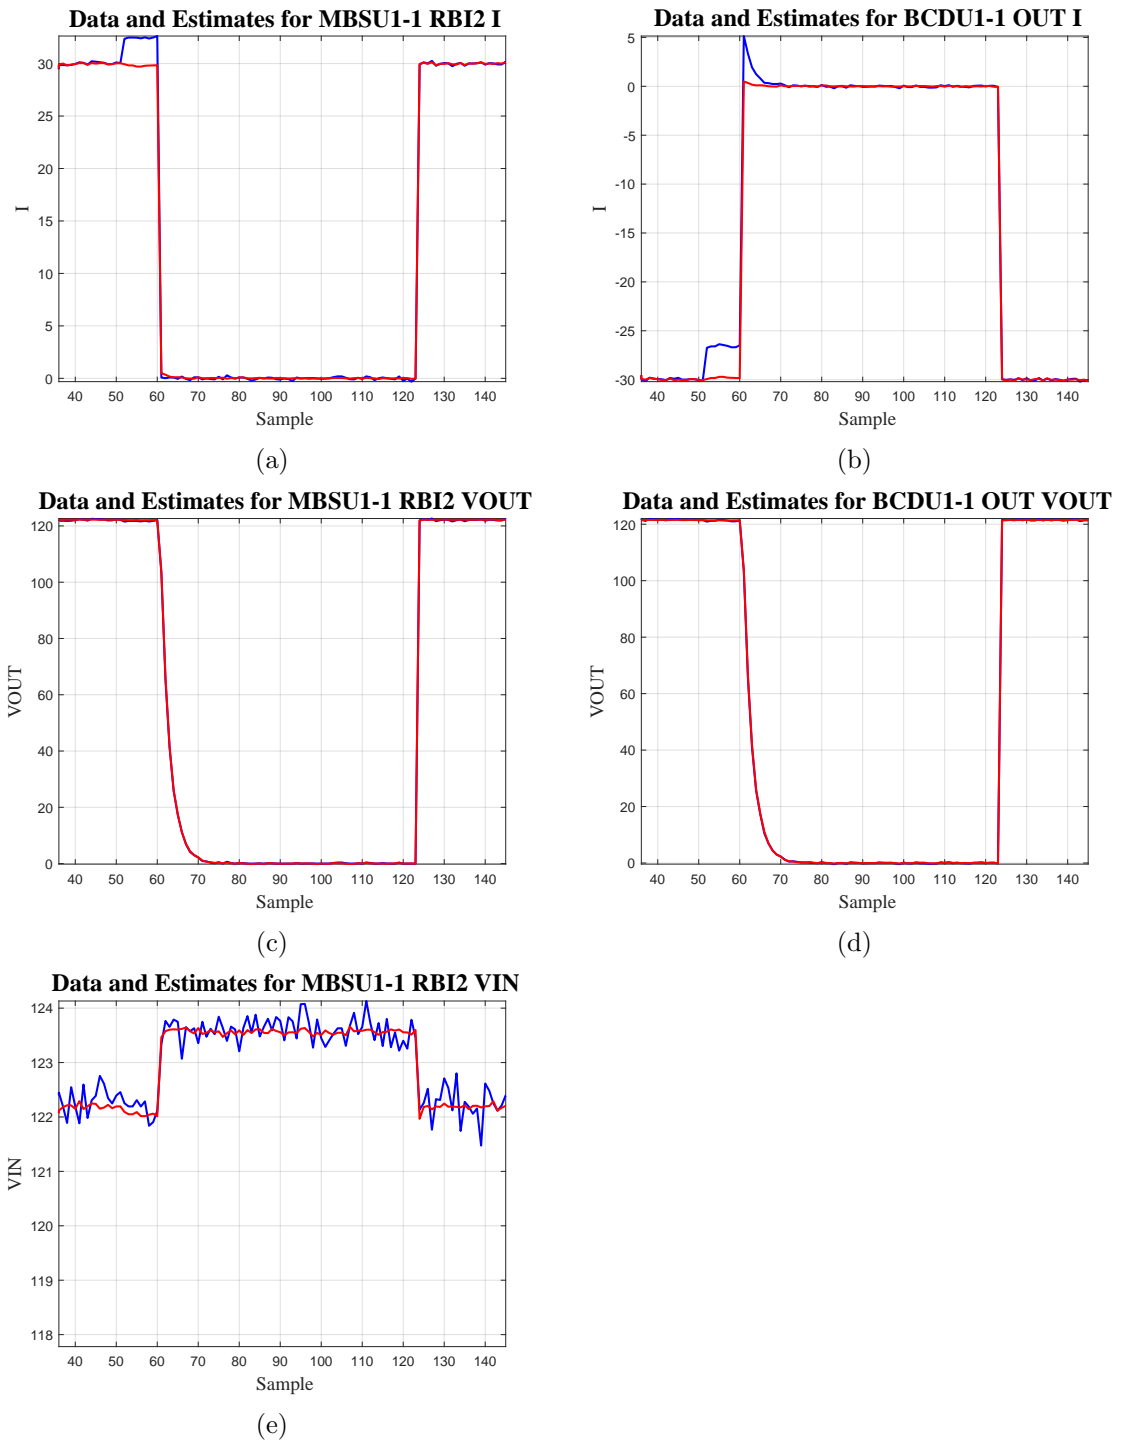 Data and Estimates for MBSU1-1 RBI2 I
30
25
20
15
10
5
0
I
40 50 60 70 80 90 100 110 120 130 140
Sample
(a)
Data and Estimates for BCDU1-1 OUT I
5
0
-5
-10
-15
-20
-25
-30
I
40 50 60 70 80 90 100 110 120 130 140
Sample
(b)
Data and Estimates for MBSU1-1 RBI2 VOUT
120
100
80
60
40
20
0
VOUT
40 50 60 70 80 90 100 110 120 130 140
Sample
(c)
Data and Estimates for BCDU1-1 OUT VOUT
120
100
80
60
40
20
0
VOUT
40 50 60 70 80 90 100 110 120 130 140
Sample
(d)
Data and Estimates for MBSU1-1 RBI2 VIN
124
123
122
121
120
119
118
VIN
40 50 60 70 80 90 100 110 120 130 140
Sample
(e)